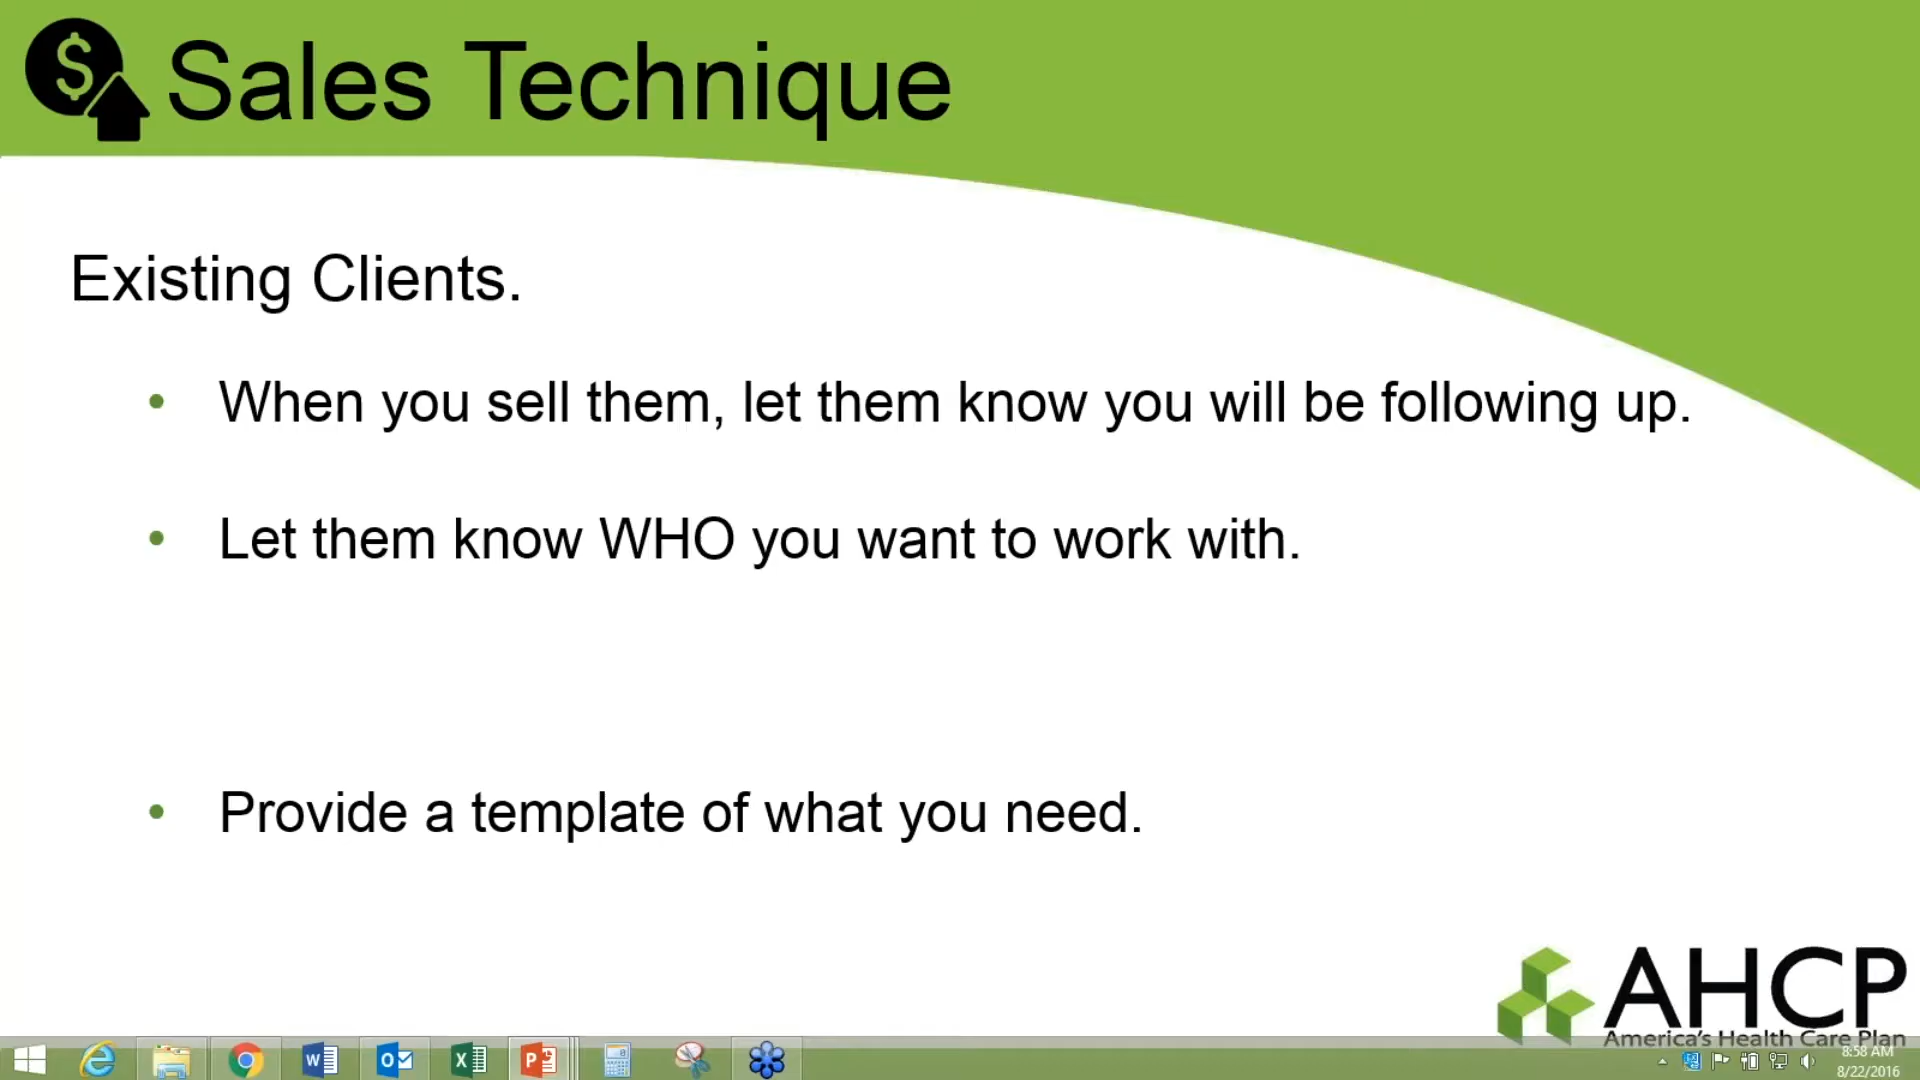 $ Sales Technique
Existing Clients.
• When you sell them, let them know you will be following up.
• Let them know WHO you want to work with.
• Provide a template of what you need.
AHCP
America's Health Care Plan
8:58 AM
8/22/2016